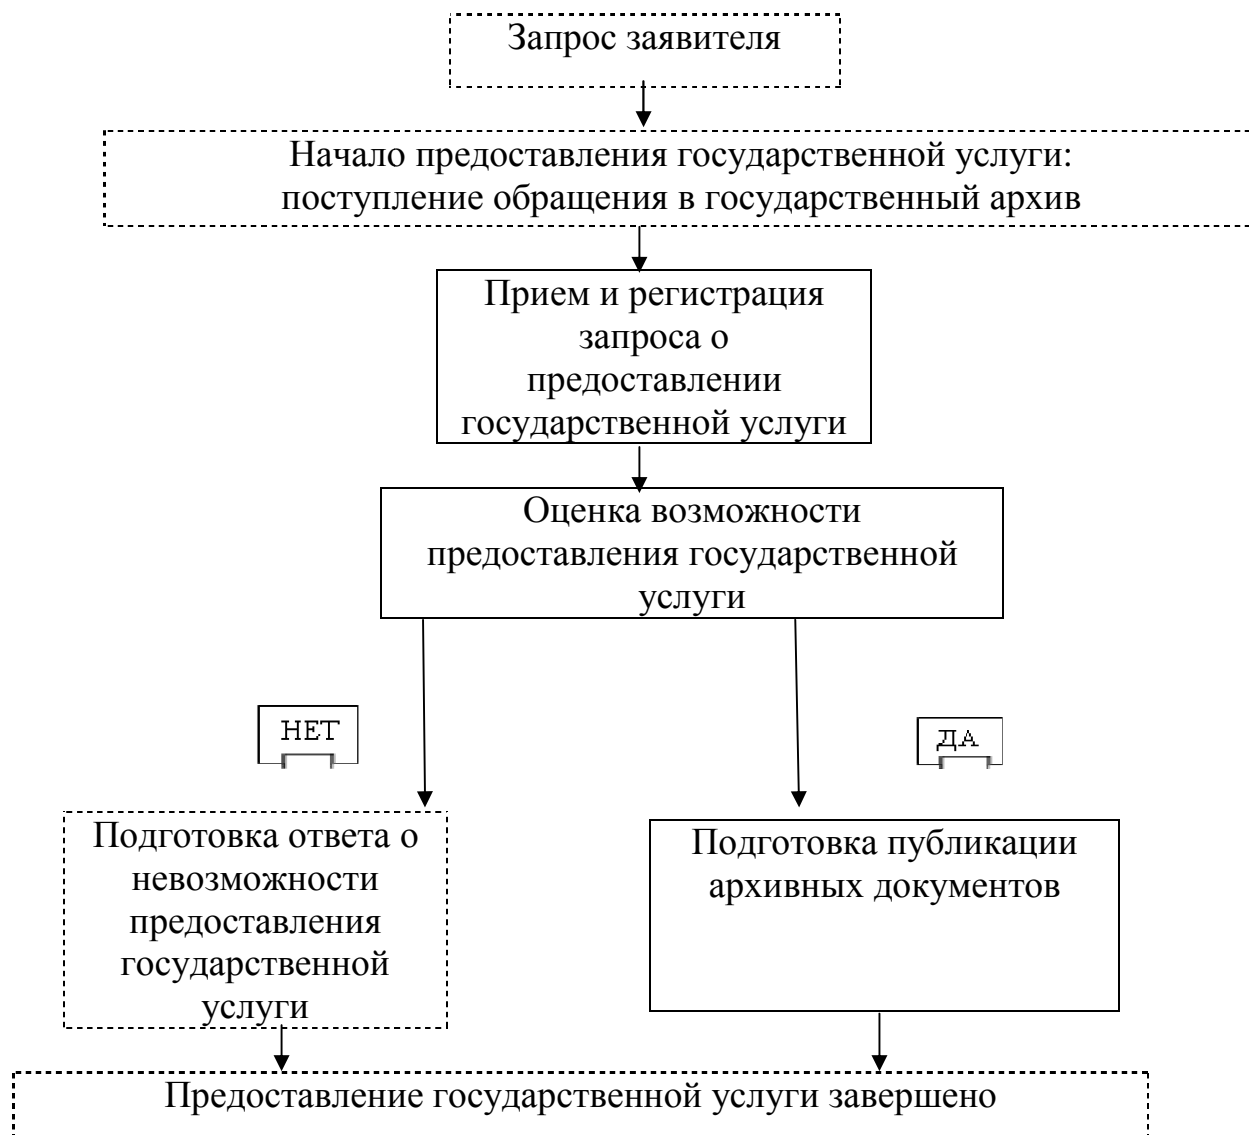 Запрос заявителя
Начало предоставления государственной услуги:
поступление обращения в государственный архив
Прием и регистрация
запроса о
предоставлении
государственной услуги
Оценка возможности
предоставления государственной
услуги
НЕТ
ДА
Подготовка ответа о
невозможности
предоставления
государственной
услуги
Подготовка публикации
архивных документов
Предоставление государственной услуги завершено